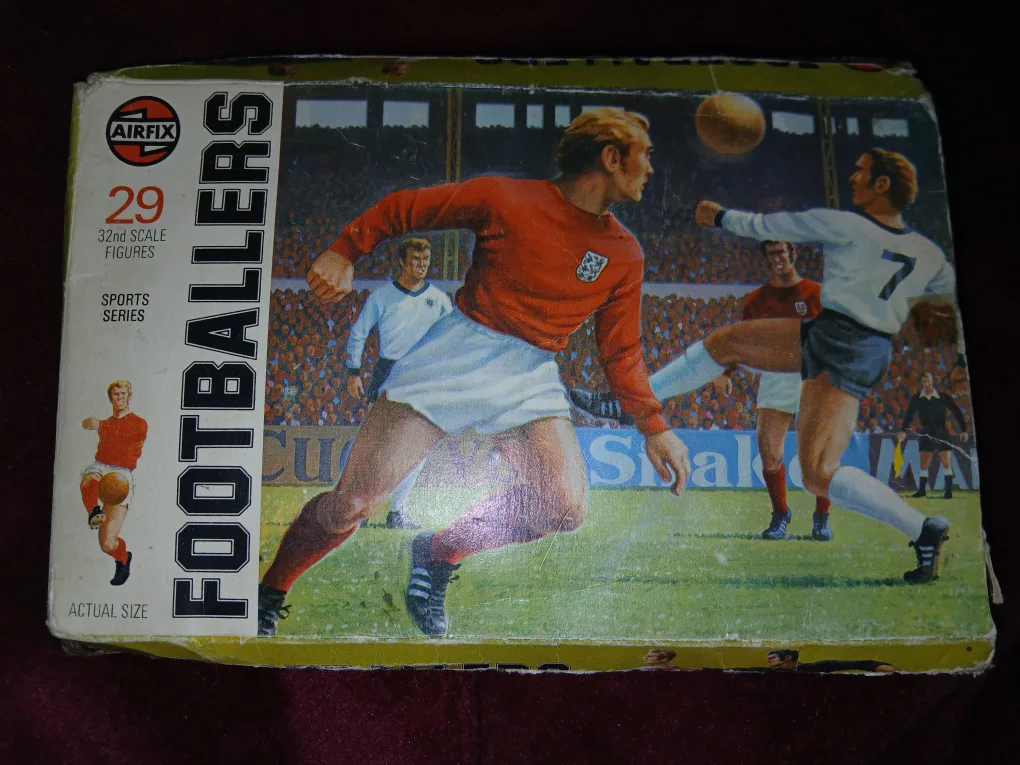 AIRFIX
29
32nd SCALE
FIGURES
SPORTS
SERIES
ACTUAL SIZE
FOOTBALLERS
7